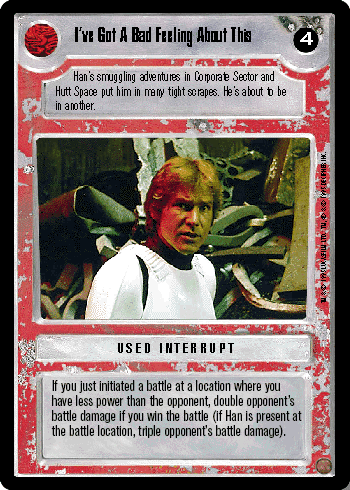 I've Got A Bad Feeling About This
4
Han's smuggling adventures in Corporate Sector and
Hutt Space put him in many tight scrapes. He's about to be
in another.
USED INTERRUPT
If you just initiated a battle at a location where you
have less power than the opponent, double opponent's
battle damage if you win the battle (if Han is present at
the battle location, triple opponent's battle damage).